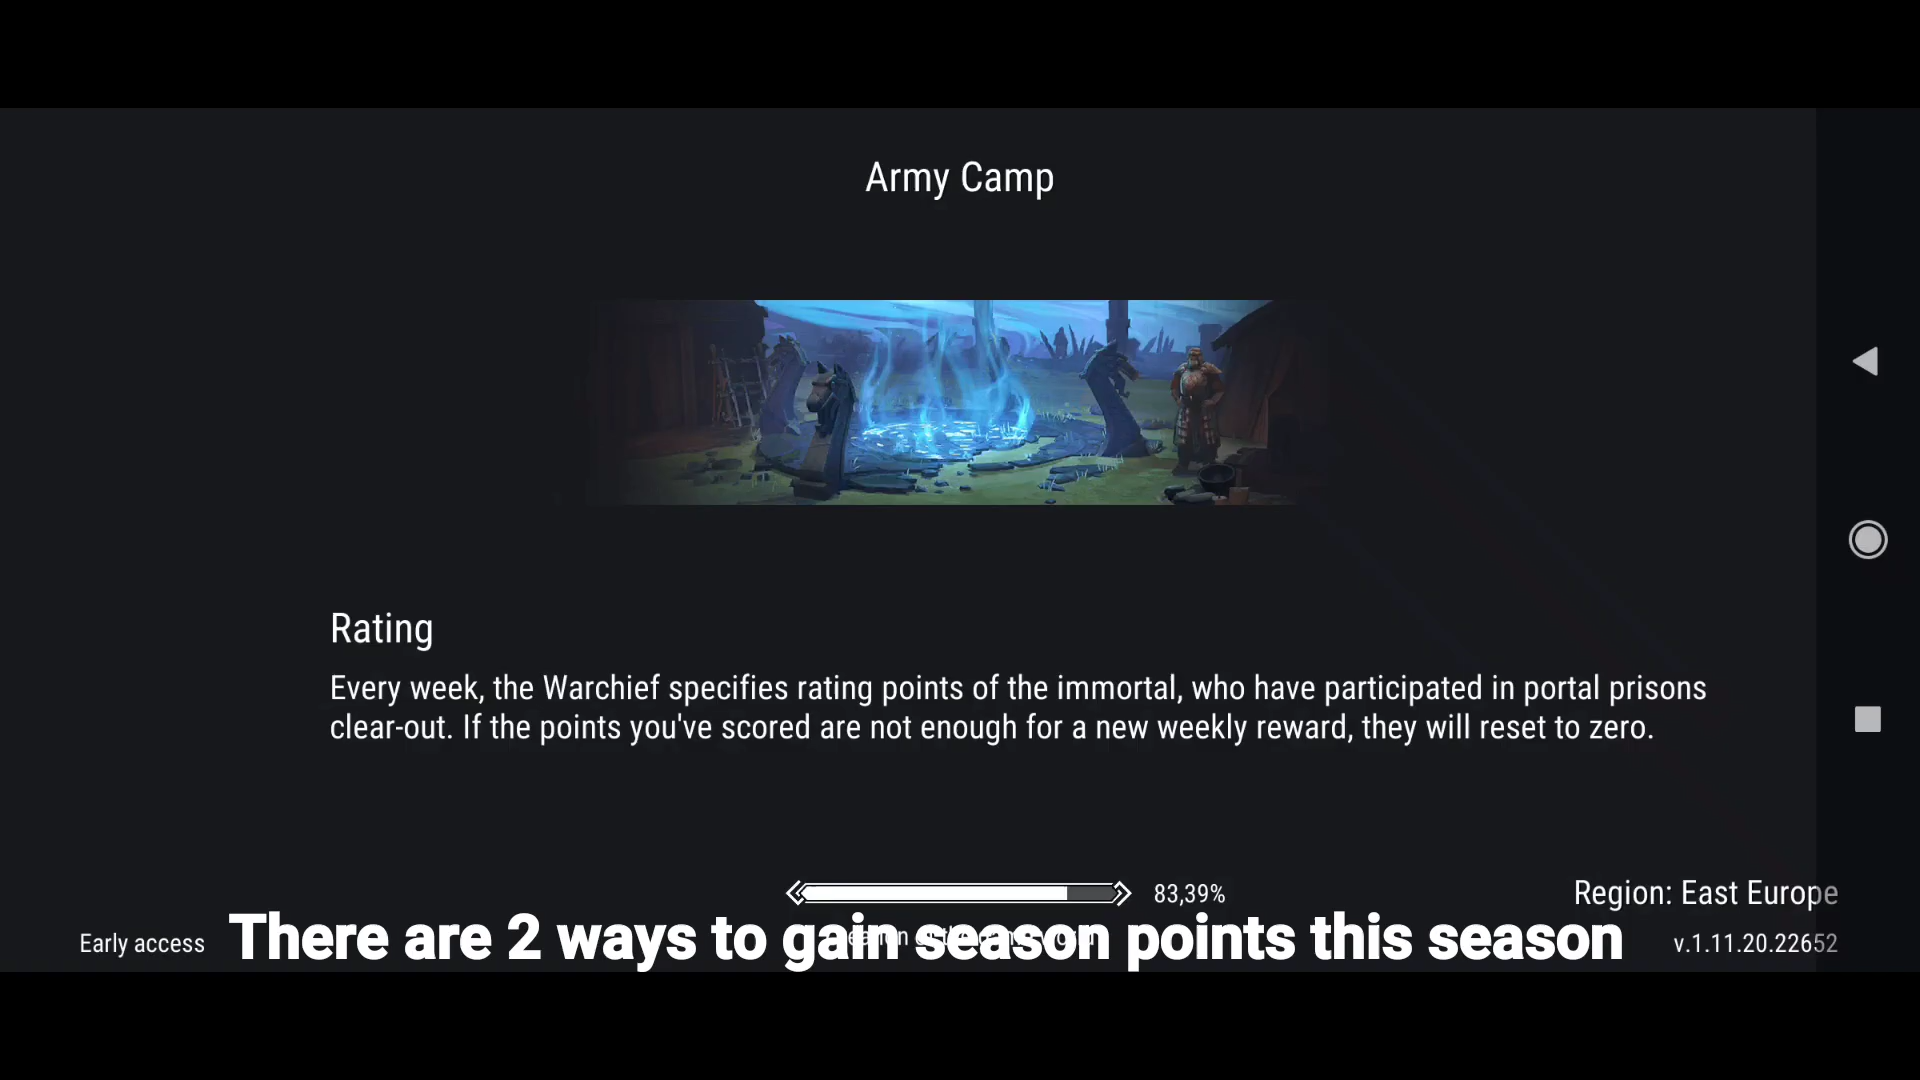 Army Camp
Rating
Every week, the Warchief specifies rating points of the immortal, who have participated in portal prisons
clear-out. If the points you've scored are not enough for a new weekly reward, they will reset to zero.
83,39%
Region: East Europe
Early access
There are 2 ways to gain season points this season
v.1.11.20.22652